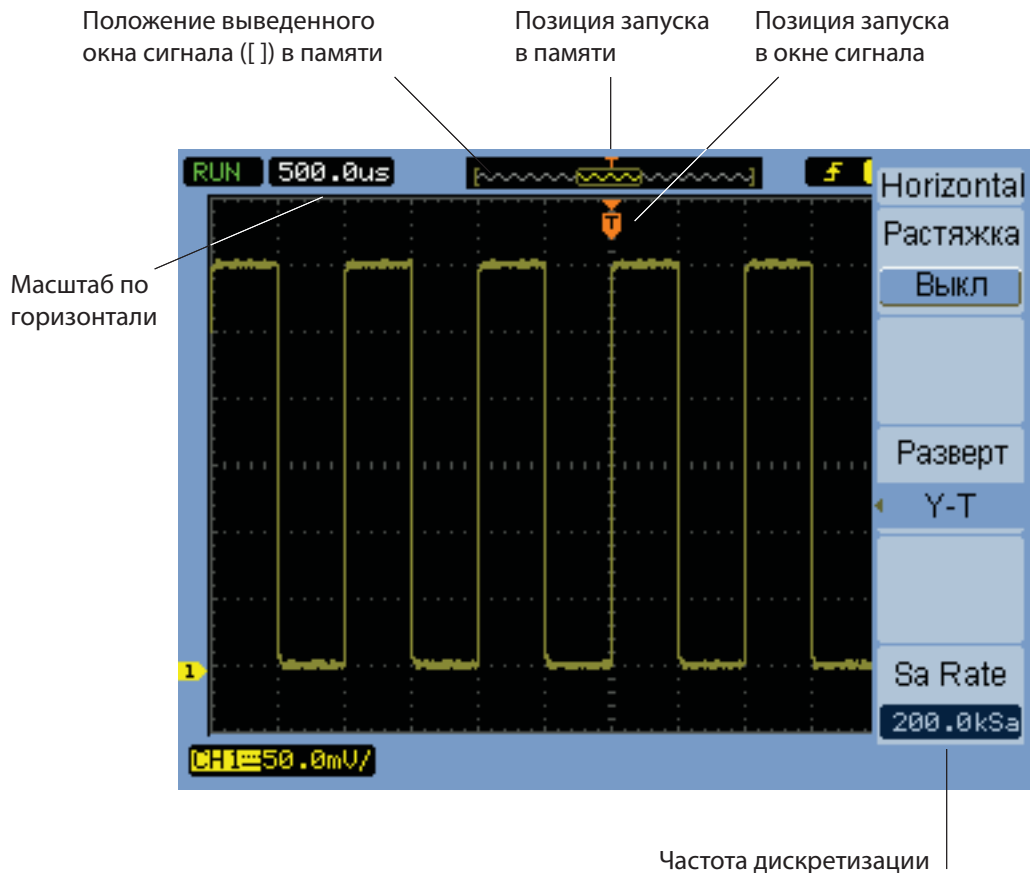 Положение выведенного
окна сигнала ([ ]) в памяти
Позиция запуска
в памяти
Позиция запуска
в окне сигнала
RUN
500.0us
T
Horizontal
T
Растяжка
Выкл
Масштаб по
горизонтали
Разверт
Y-T
1
Sa Rate
200.0kSa
CH1 50.0mV/
Частота дискретизации